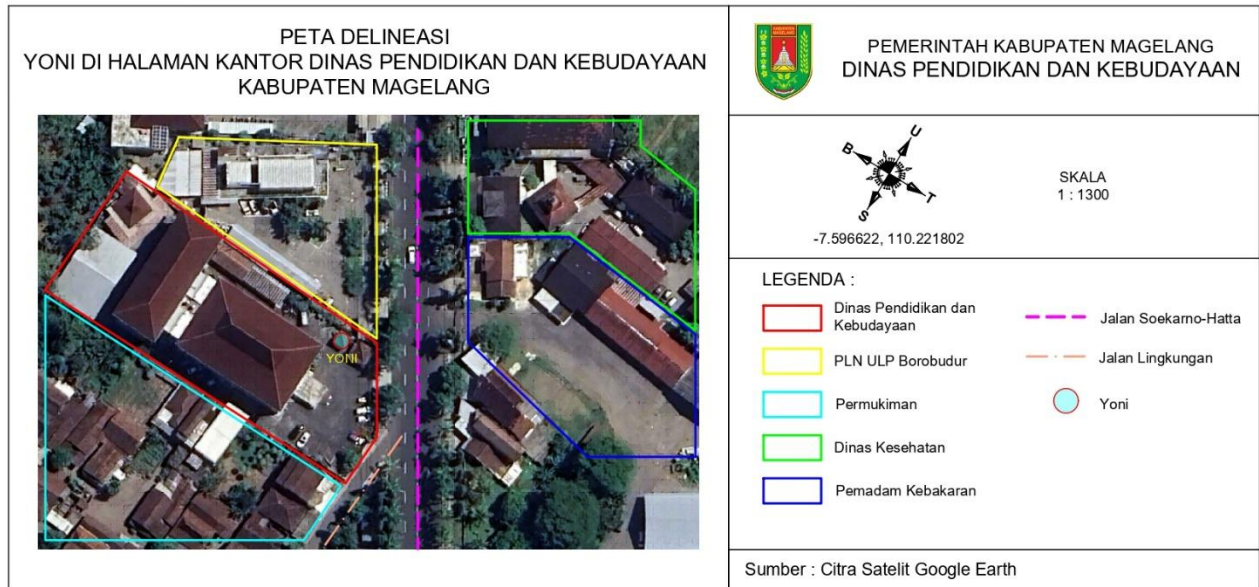 PETA DELINEASI
YONI DI HALAMAN KANTOR DINAS PENDIDIKAN DAN KEBUDAYAAN
KABUPATEN MAGELANG
YONI
KABUPATEN
MAGELANG
PEMERINTAH KABUPATEN MAGELANG
DINAS PENDIDIKAN DAN KEBUDAYAAN
U
B
T
S
-7.596622, 110.221802
SKALA
1 : 1300
LEGENDA :
Dinas Pendidikan dan
Kebudayaan
PLN ULP Borobudur
Permukiman
Dinas Kesehatan
Pemadam Kebakaran
Jalan Soekarno-Hatta
Jalan Lingkungan
Yoni
Sumber : Citra Satelit Google Earth